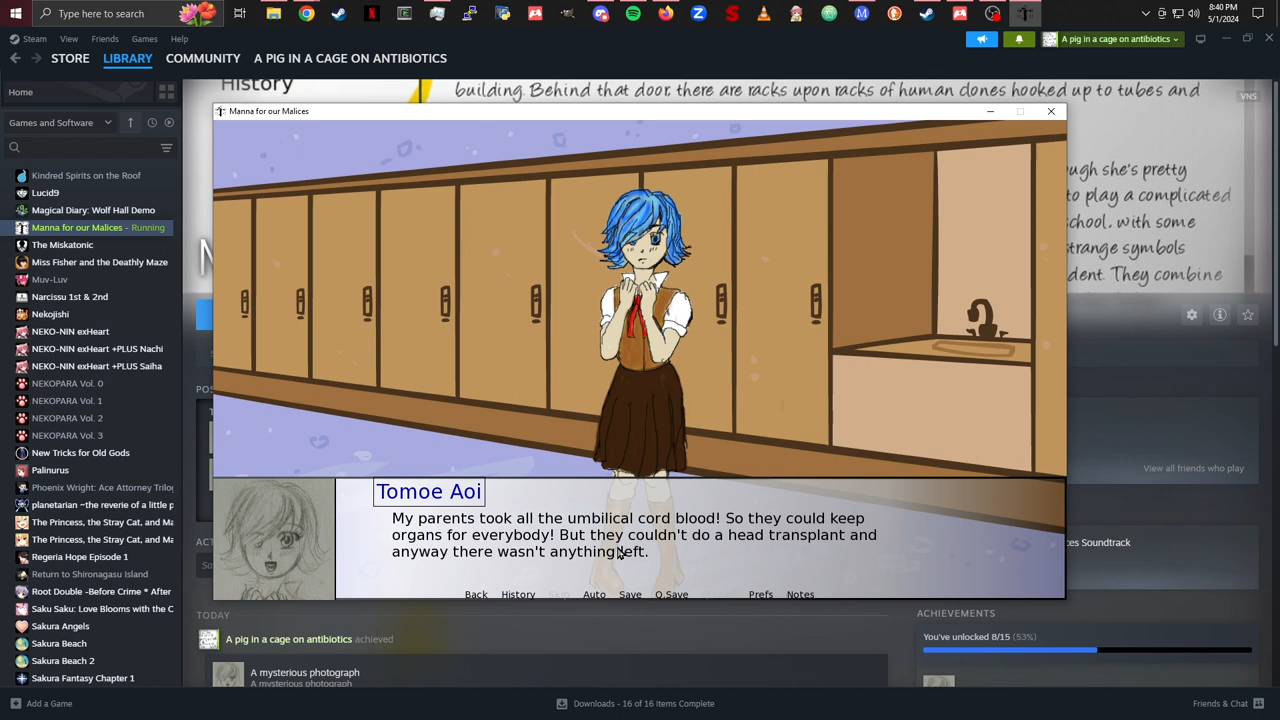 Type here to search
8:40 PM
5/1/2024
Steam View Friends Games Help
A pig in a cage on antibiotics
STORE LIBRARY COMMUNITY A PIG IN A CAGE ON ANTIBIOTICS
Home
Games and Software
Kindred Spirits on the Roof
Lucid9
Magical Diary: Wolf Hall Demo
Manna for our Malices - Running
The Miskatonic
Miss Fisher and the Deathly Maze
Muv-Luv
Narcissu 1st & 2nd
Nekojishi
NEKO-NIN exHeart
NEKO-NIN exHeart +PLUS Nachi
NEKO-NIN exHeart +PLUS Saiha
NEKOPARA Vol. 0
NEKOPARA Vol. 1
NEKOPARA Vol. 2
NEKOPARA Vol. 3
New Tricks for Old Gods
Palinurus
Phoenix Wright: Ace Attorney Trilog
planetarian ~the reverie of a little pl
The Princess, the Stray Cat, and Ma
The Princess, the Stray Cat, and Ma
Regeria Hope Episode 1
Return to Shironagasu Island
Root Double -Before Crime * After
Saku Saku: Love Blooms with the C
Sakura Angels
Sakura Beach
Sakura Beach 2
Sakura Fantasy Chapter 1
History
building. Behind that door, there are racks upon racks of human clones hooked up to tubes and
VNS
ugh she's pretty
to play a complicated
school, with some
strange symbols
dent. They combine
Manna for our Malices
Tomoe Aoi
My parents took all the umbilical cord blood! So they could keep
organs for everybody! But they couldn't do a head transplant and
anyway there wasn't anything left.
Back History Skip Auto Save Q.Save Prefs Notes
View all friends who play
ces Soundtrack
TODAY
A pig in a cage on antibiotics achieved
A mysterious photograph
A mysterious photograph
ACHIEVEMENTS
You've unlocked 8/15 (53%)
Add a Game
Downloads - 16 of 16 Items Complete
Friends & Chat